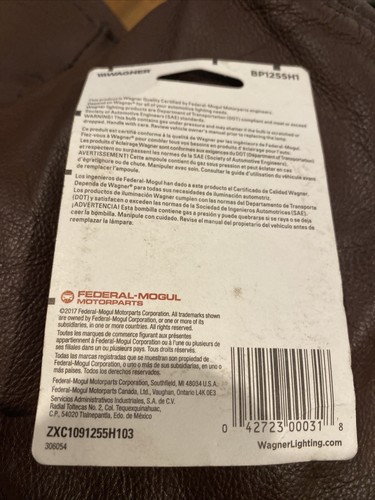 WAGNER
BP1255H1
This product is Wagner Quality Certified by Federal-Mogul Motorparts engineers.
Depend on Wagner® for all of your automotive lighting needs.
Wagner lighting products are Department of Transportation (DOT) compliant and meet or exceed
Society of Automotive Engineers (SAE) standards.
WARNING! This bulb contains gas under pressure and may shatter if the bulb is scratched or
dropped. Handle with care. Review vehicle owner's manual prior to replacing the lamp.
Ce produit est certifié conforme à la qualité de Wagner par les ingénieurs de Federal-Mogul.
Fiez-vous à Wagner® pour combler tous vos besoins de produits d'éclairage pour l'auto.
Les produits d'éclairage Wagner sont conformes aux exigences du DOT (Department of Transportation)
et respectent ou surpassent les normes de la SAE (Society of Automotive Engineers).
AVERTISSEMENT! Cette ampoule contient du gaz sous pression et peut éclater en cas
d'égratignure ou de chute. Manipuler avec soin. Consulter le guide d'utilisation du véhicule avant
de remplacer l'ampoule.
Los ingenieros de Federal-Mogul han dado a este producto el Certificado de Calidad Wagner.
Dependa de Wagner® para todas sus necesidades de iluminación automotriz.
Los productos de iluminación Wagner cumplen con las normas del Departamento de Transporte
(DOT) y satisfacen o exceden las normas de la Sociedad de Ingenieros Automotrices (SAE).
¡ADVERTENCIA! Esta bombilla contiene gas a presión y puede quebrarse si se raya o se deja
caer la bombilla. Manipule con cuidado. Revise el manual del propietario del vehículo antes de
reemplazar la lámpara.
FEDERAL-MOGUL
MOTORPARTS
©2017 Federal-Mogul Motorparts Corporation. All trademarks shown
are owned by Federal-Mogul Corporation, or one or more of its
subsidiaries, in one or more countries. All rights reserved.
Toutes les marques de commerce figurant aux présentes
appartiennent à Federal-Mogul Corporation ou à l'une ou plusieurs de
ses filiales dans un ou plusieurs pays. Tous droits réservés.
Todas las marcas registradas que se muestran son propiedad de
Federal-Mogul Corporation, o uno o más de sus subsidiarias, en uno o
más países. Todos los derechos reservados.
Federal-Mogul Motorparts Corporation, Southfield, MI 48034 U.S.A.
Federal-Mogul Motorparts Canada, Ltd., Vaughan, Ontario L4K 0E3
Servicios Administrativos Industriales, S.A. de C.V.
Radial Toltecas No. 2, Col. Tequexquinahuac,
C.P. 54020 Tlalnepantla, Edo. de México
ZXC1091255H103
306054
0 42723 00031 8
WagnerLighting.com